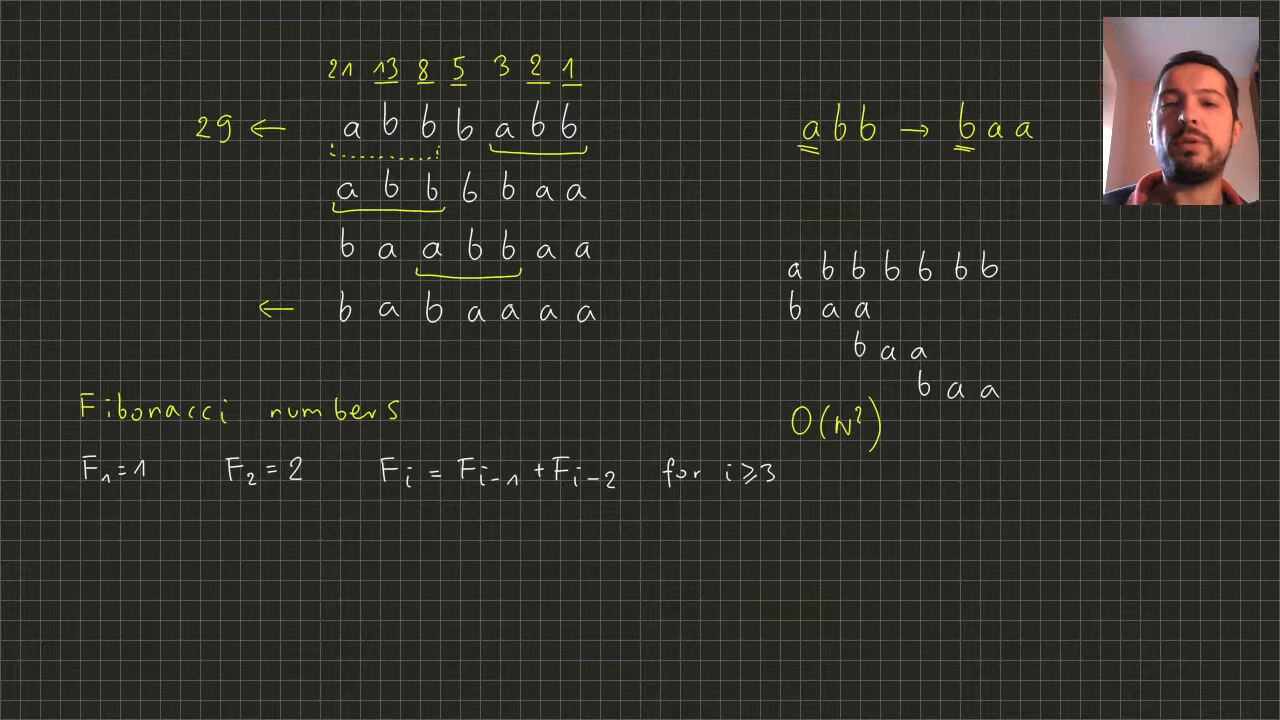 21 13 8 5 3 2 1
29 ← a b b b a b b
a b b b b a a
b a a b b a a
← b a b a a a a
a b b → b a a
a b b b b b b
b a a
b a a
b a a
O(N²)
Fibonacci numbers
F₁=1 F₂=2 Fᵢ = Fᵢ₋₁ + Fᵢ₋₂ for i≥3